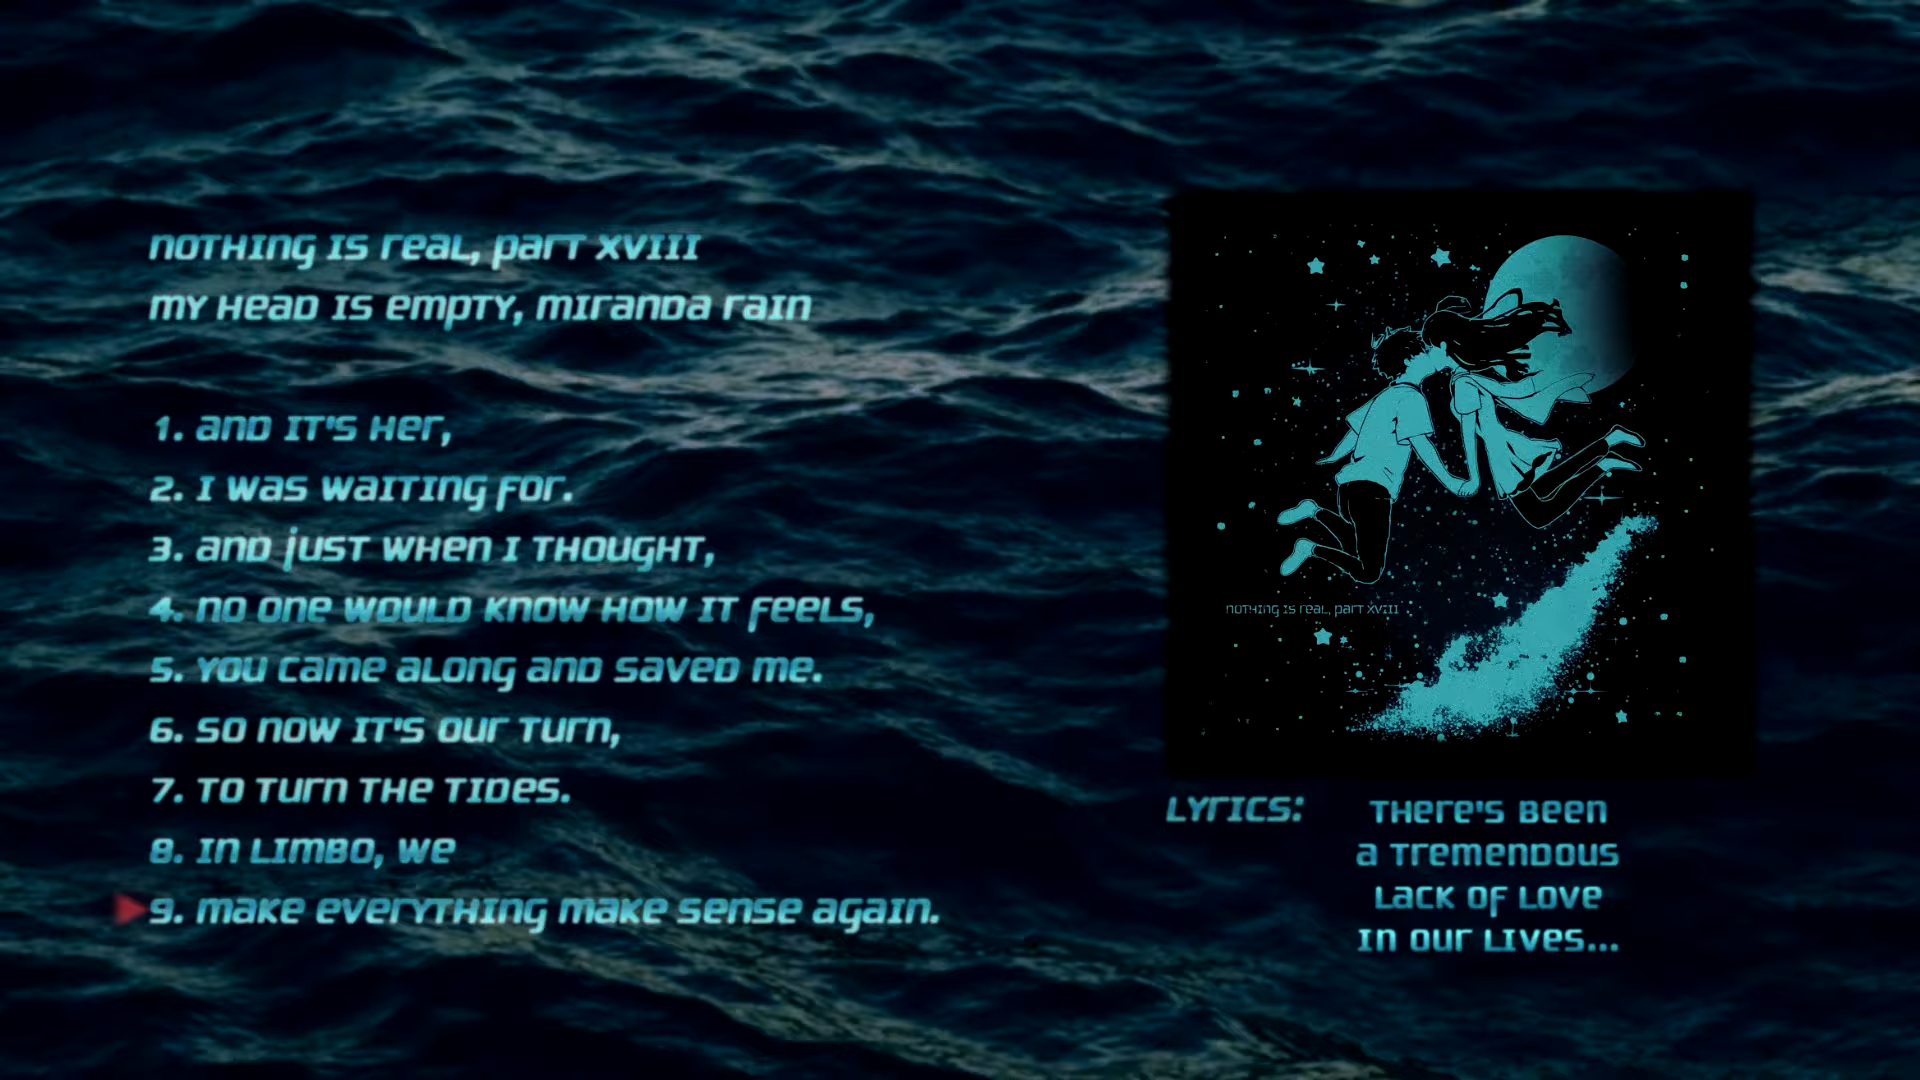 nothing is real, part XVIII
my head is empty, miranda rain
1. and it's her,
2. I was waiting for.
3. and just when I thought,
4. no one would know how it feels,
5. you came along and saved me.
6. so now it's our turn,
7. to turn the tides.
8. in limbo, we
9. make everything make sense again.
nothing is real, part XVIII
Lyrics:
there's been
a tremendous
lack of love
in our lives...